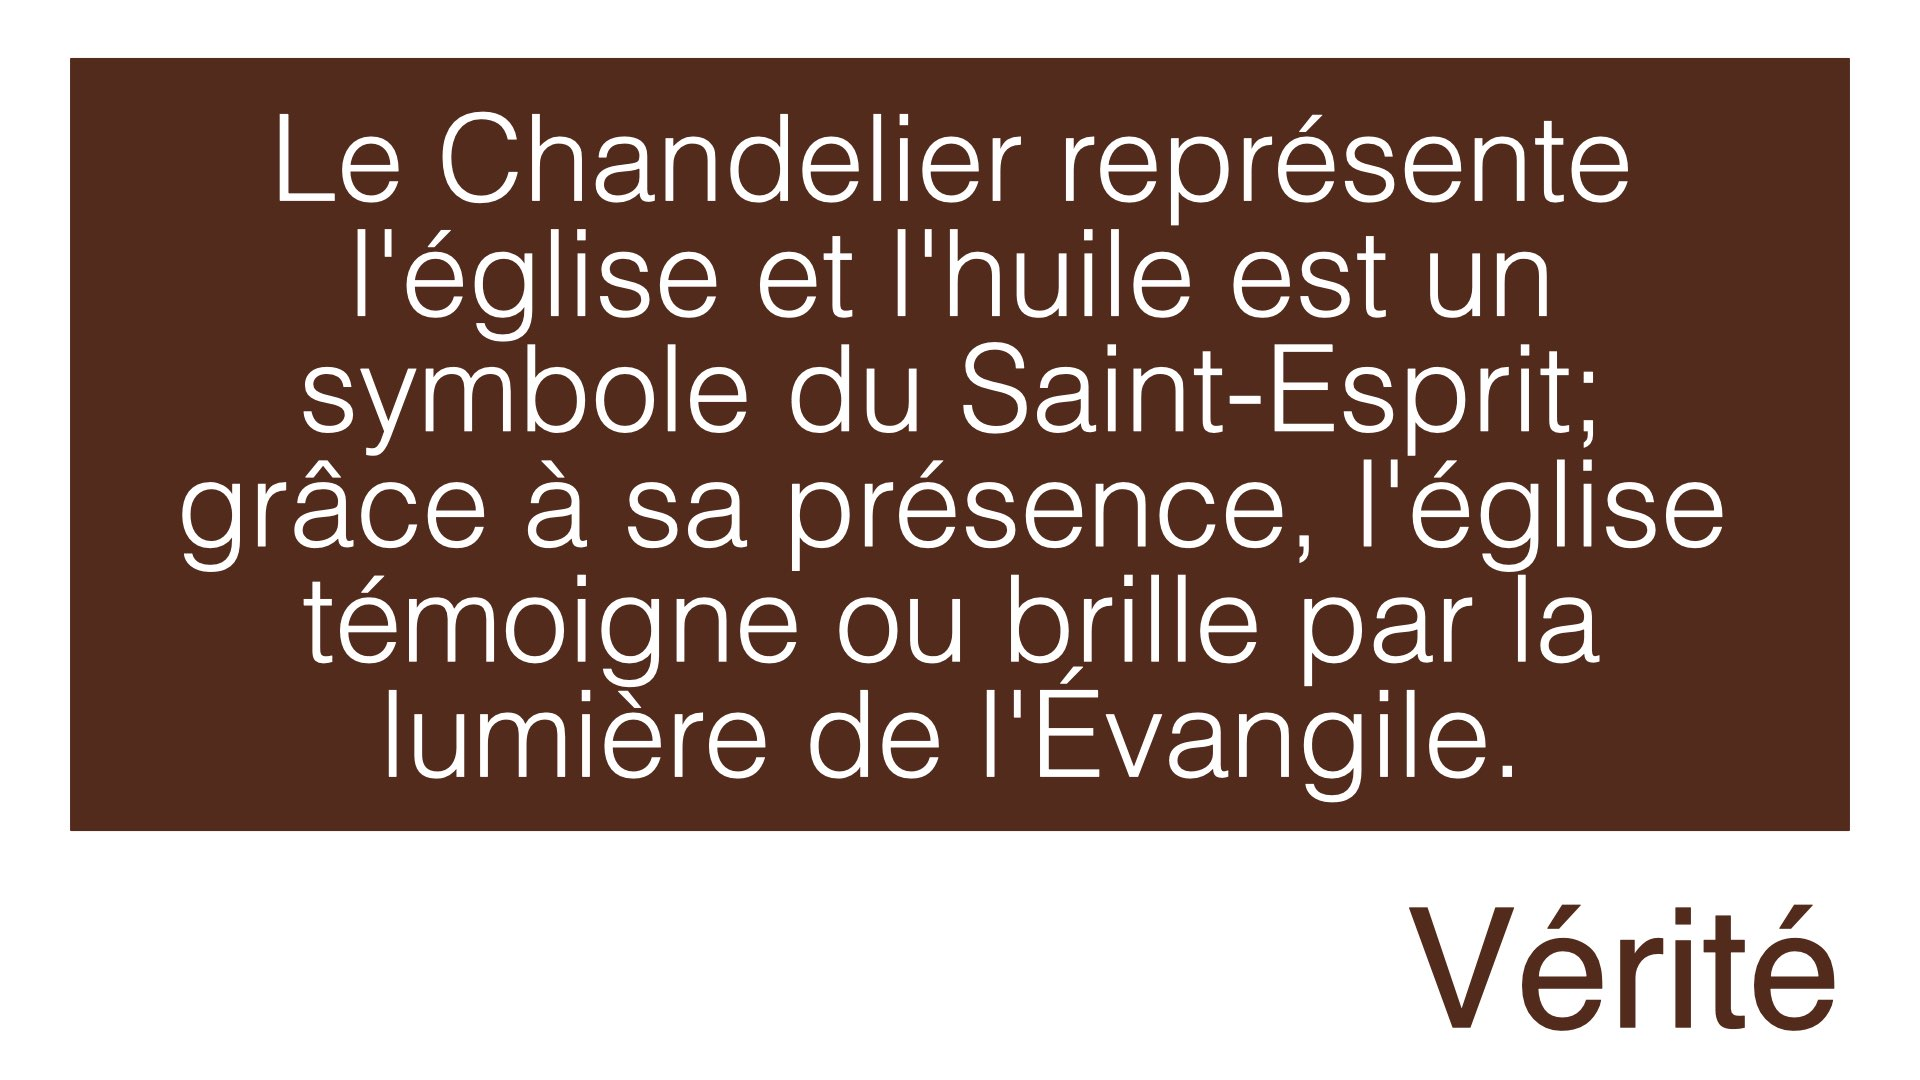 Le Chandelier représente
l'église et l'huile est un
symbole du Saint-Esprit;
grâce à sa présence, l'église
témoigne ou brille par la
lumière de l'Évangile.
Vérité